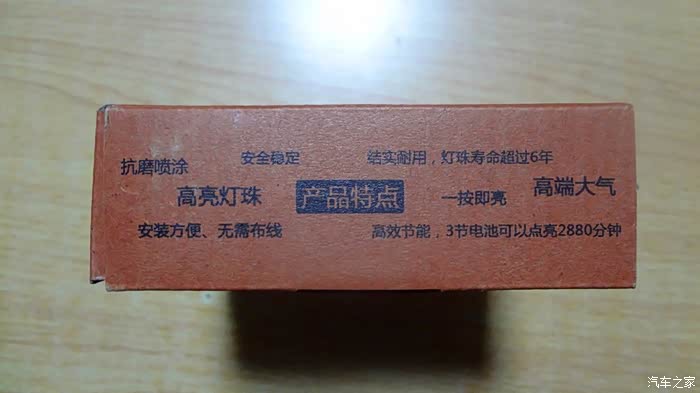 抗磨喷涂
安全稳定
结实耐用，灯珠寿命超过6年
高亮灯珠
产品特点
一按即亮
高端大气
安装方便、无需布线
高效节能，3节电池可以点亮2880分钟
汽车之家